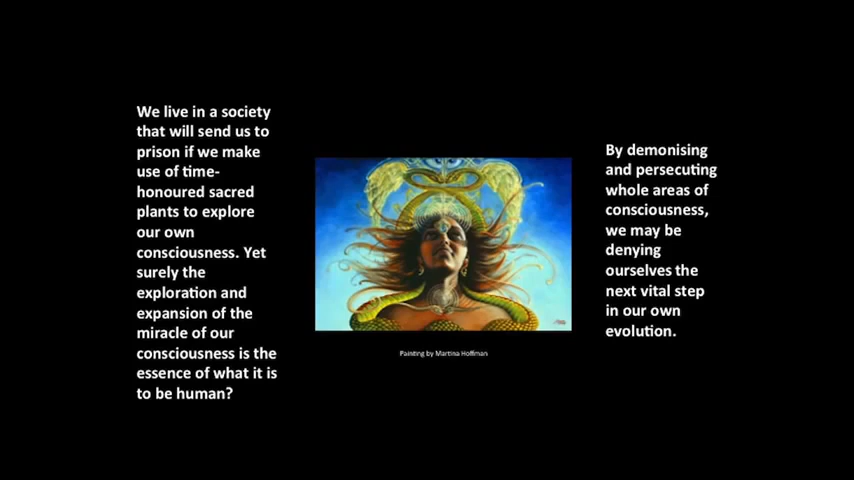 We live in a society
that will send us to
prison if we make
use of time-
honoured sacred
plants to explore
our own
consciousness. Yet
surely the
exploration and
expansion of the
miracle of our
consciousness is the
essence of what it is
to be human?
Painting by Martina Hoffman
By demonising
and persecuting
whole areas of
consciousness,
we may be
denying
ourselves the
next vital step
in our own
evolution.